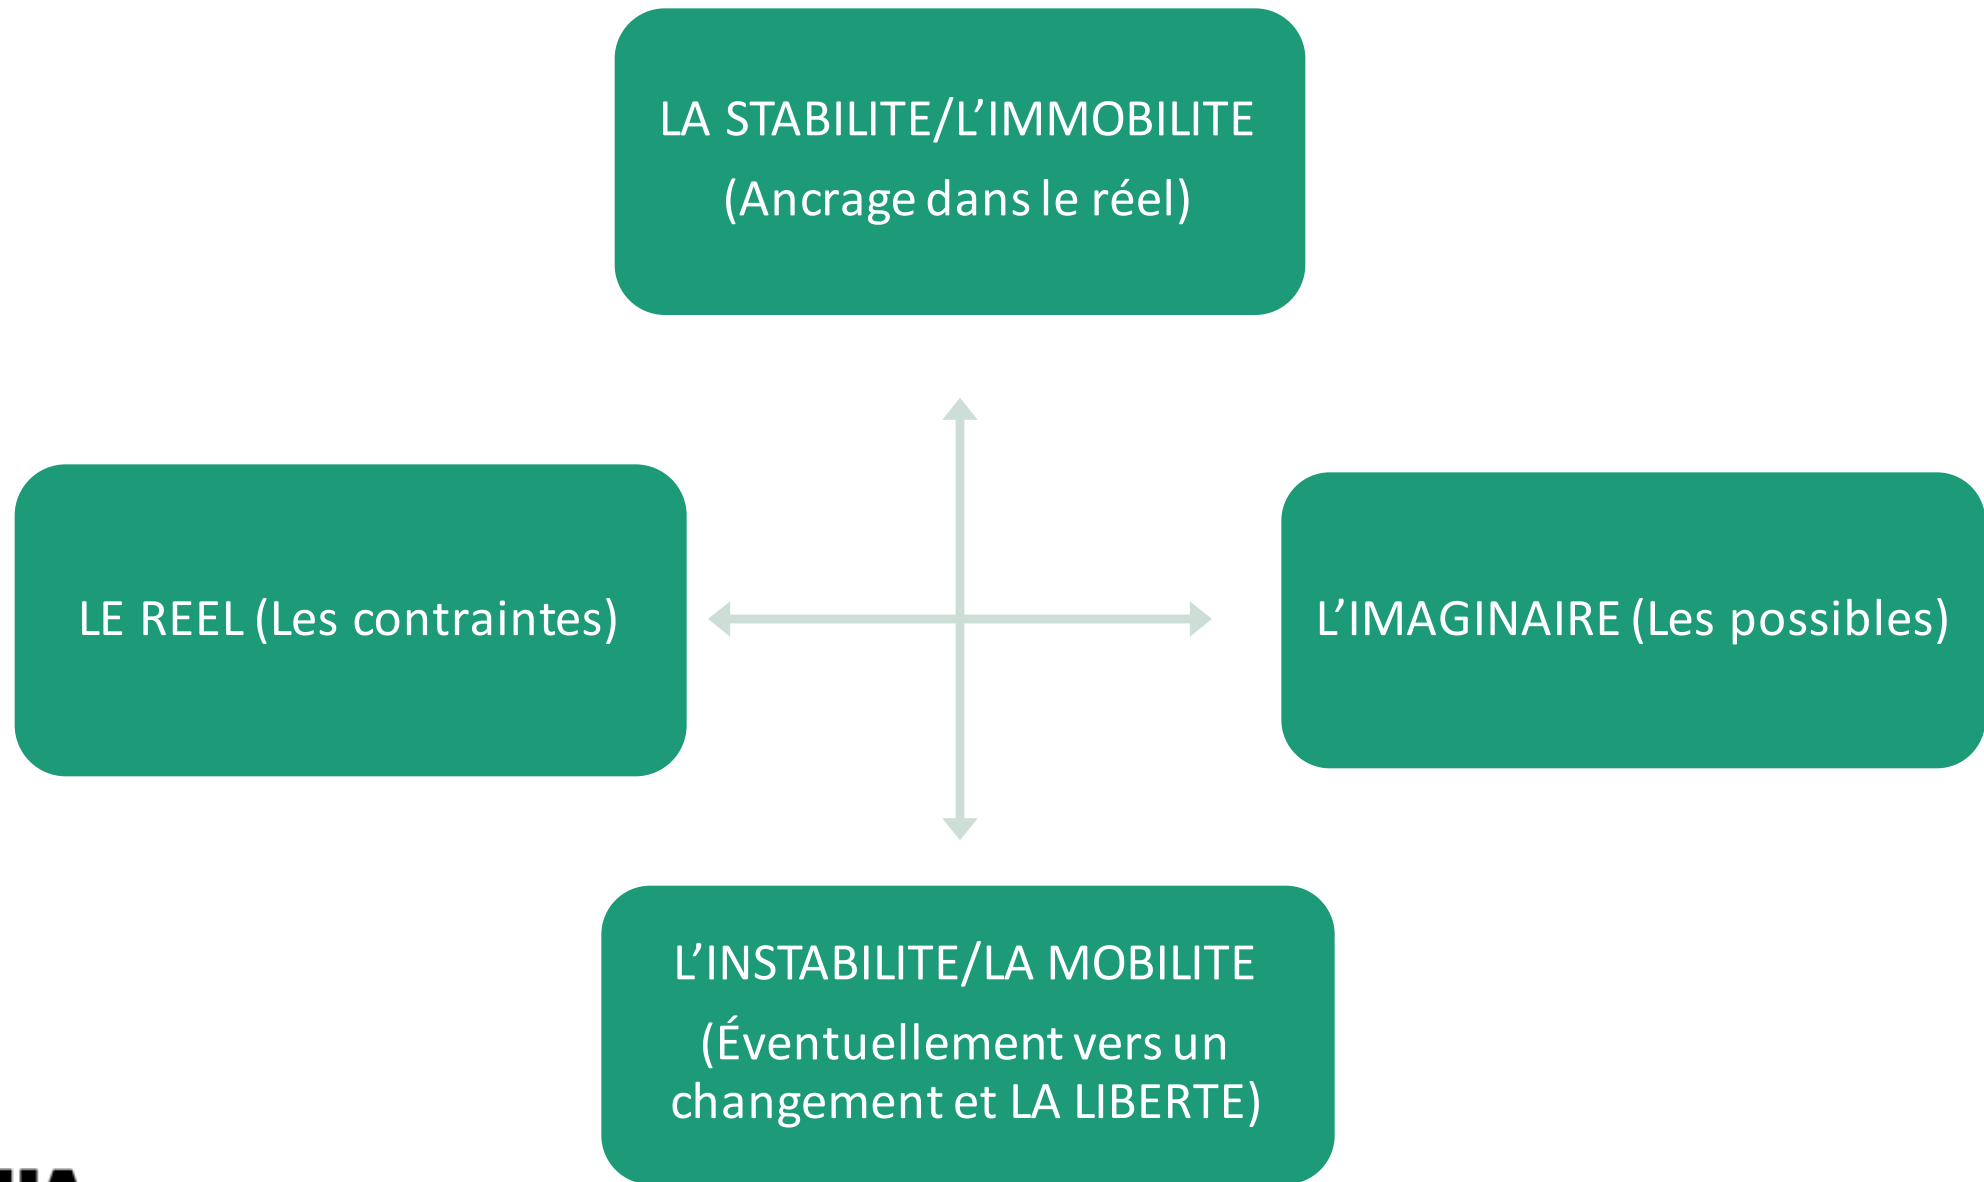 LA STABILITE/L’IMMOBILITE
(Ancrage dans le réel)
LE REEL (Les contraintes)
L’IMAGINAIRE (Les possibles)
L’INSTABILITE/LA MOBILITE
(Éventuellement vers un
changement et LA LIBERTE)